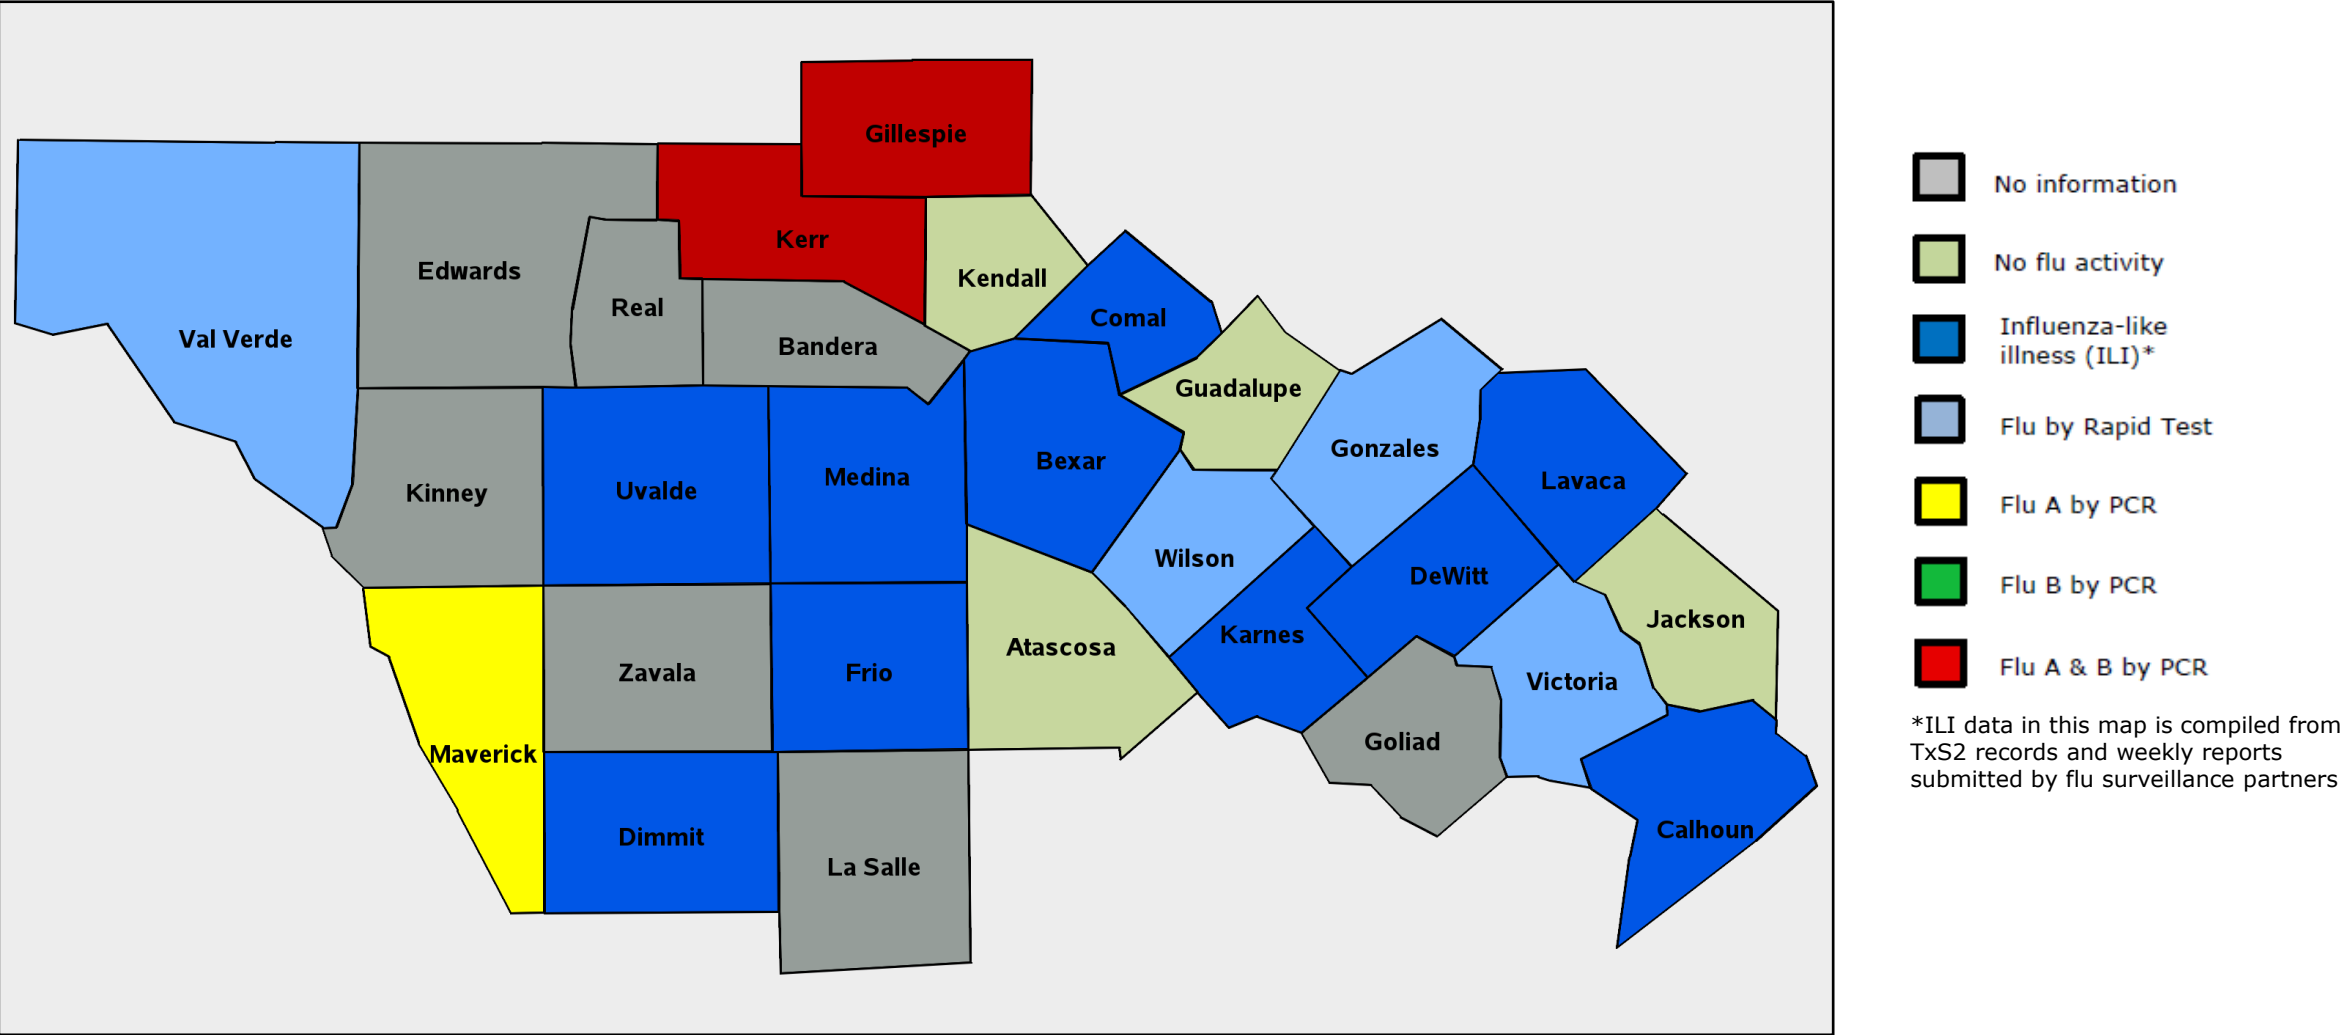 Gillespie
Kerr
Kendall
Edwards
Real
Comal
Val Verde
Bandera
Guadalupe
Gonzales
Bexar
Medina
Lavaca
Uvalde
Kinney
Wilson
DeWitt
Jackson
Karnes
Atascosa
Zavala
Frio
Victoria
Goliad
Maverick
Calhoun
Dimmit
La Salle
No information
No flu activity
Influenza-like
illness (ILI)*
Flu by Rapid Test
Flu A by PCR
Flu B by PCR
Flu A & B by PCR
*ILI data in this map is compiled from
TxS2 records and weekly reports
submitted by flu surveillance partners